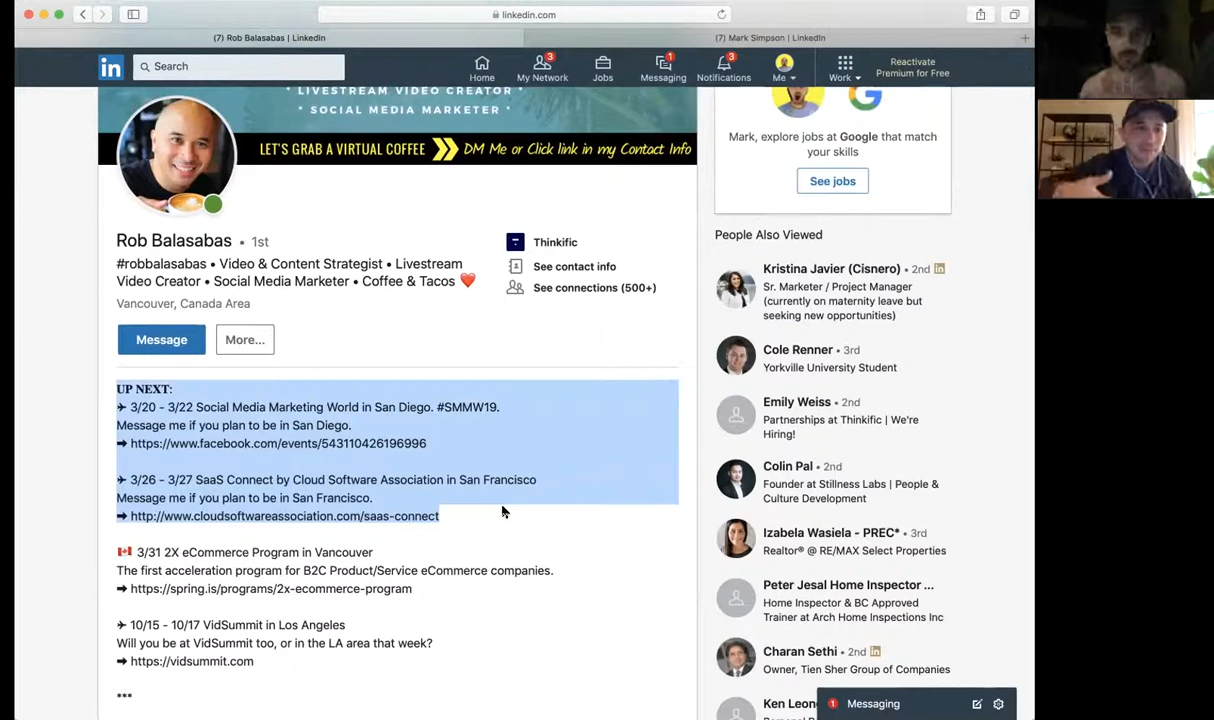 linkedin.com
(7) Rob Balasabas | LinkedIn
(7) Mark Simpson | LinkedIn
in
Search
3
1
3
Home
My Network
Jobs
Messaging
Notifications
Me
Work
Reactivate
Premium for Free
* LIVESTREAM VIDEO CREATOR *
* SOCIAL MEDIA MARKETER *
LET'S GRAB A VIRTUAL COFFEE
DM Me or Click link in my Contact Info
Rob Balasabas • 1st
#robbalasabas • Video & Content Strategist • Livestream
Video Creator • Social Media Marketer • Coffee & Tacos ❤️
Vancouver, Canada Area
Thinkific
See contact info
See connections (500+)
Message
More...
UP NEXT:
✈ 3/20 - 3/22 Social Media Marketing World in San Diego. #SMMW19.
Message me if you plan to be in San Diego.
➡ https://www.facebook.com/events/543110426196996
✈ 3/26 - 3/27 SaaS Connect by Cloud Software Association in San Francisco
Message me if you plan to be in San Francisco.
➡ http://www.cloudsoftwareassociation.com/saas-connect
🇨🇦 3/31 2X eCommerce Program in Vancouver
The first acceleration program for B2C Product/Service eCommerce companies.
➡ https://spring.is/programs/2x-ecommerce-program
✈ 10/15 - 10/17 VidSummit in Los Angeles
Will you be at VidSummit too, or in the LA area that week?
➡ https://vidsummit.com
***
G
Mark, explore jobs at Google that match
your skills
See jobs
People Also Viewed
Kristina Javier (Cisnero) • 2nd in
Sr. Marketer / Project Manager
(currently on maternity leave but
seeking new opportunities)
Cole Renner • 3rd
Yorkville University Student
Emily Weiss • 2nd
Partnerships at Thinkific | We're
Hiring!
Colin Pal • 2nd
Founder at Stillness Labs | People &
Culture Development
Izabela Wasiela - PREC* • 3rd
Realtor® @ RE/MAX Select Properties
Peter Jesal Home Inspector ...
Home Inspector & BC Approved
Trainer at Arch Home Inspections Inc
Charan Sethi • 2nd in
Owner, Tien Sher Group of Companies
Ken Leon
1 Messaging